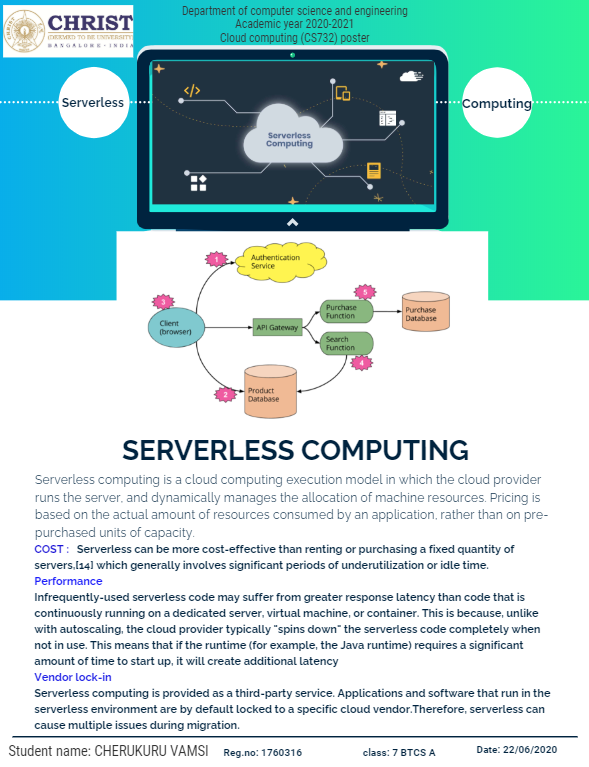 CHRIST
(DEEMED TO BE UNIVERSITY)
BANGALORE · INDIA
Department of computer science and engineering
Academic year 2020-2021
Cloud computing (CS732) poster
Serverless
Computing
</>
Serverless
Computing
1
Authentication
Service
3
Client
(browser)
API Gateway
5
Purchase
Function
Purchase
Database
Search
Function
4
2
Product
Database
SERVERLESS COMPUTING
Serverless computing is a cloud computing execution model in which the cloud provider
runs the server, and dynamically manages the allocation of machine resources. Pricing is
based on the actual amount of resources consumed by an application, rather than on pre-
purchased units of capacity.
COST : Serverless can be more cost-effective than renting or purchasing a fixed quantity of
servers,[14] which generally involves significant periods of underutilization or idle time.
Performance
Infrequently-used serverless code may suffer from greater response latency than code that is
continuously running on a dedicated server, virtual machine, or container. This is because, unlike
with autoscaling, the cloud provider typically "spins down" the serverless code completely when
not in use. This means that if the runtime (for example, the Java runtime) requires a significant
amount of time to start up, it will create additional latency
Vendor lock-in
Serverless computing is provided as a third-party service. Applications and software that run in the
serverless environment are by default locked to a specific cloud vendor.Therefore, serverless can
cause multiple issues during migration.
Student name: CHERUKURU VAMSI Reg.no: 1760316 class: 7 BTCS A Date: 22/06/2020